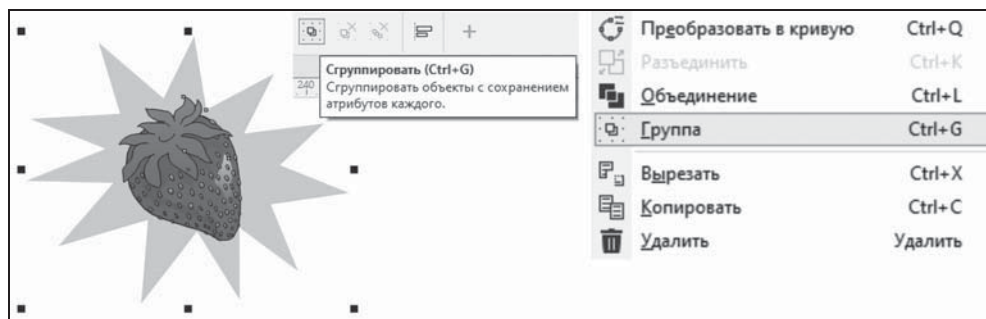 Сгруппировать (Ctrl+G)
240
Сгруппировать объекты с сохранением
атрибутов каждого.
Преобразовать в кривую Ctrl+Q
Разъединить Ctrl+K
Объединение Ctrl+L
Группа Ctrl+G
Вырезать Ctrl+X
Копировать Ctrl+C
Удалить Удалить